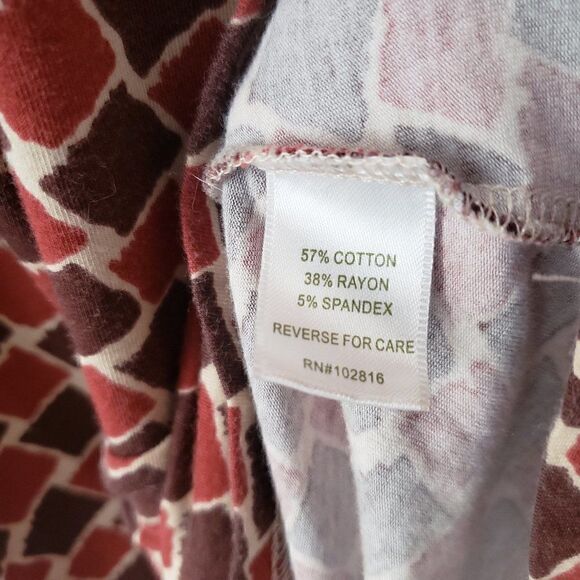 57% COTTON
38% RAYON
5% SPANDEX
REVERSE FOR CARE
RN#102816